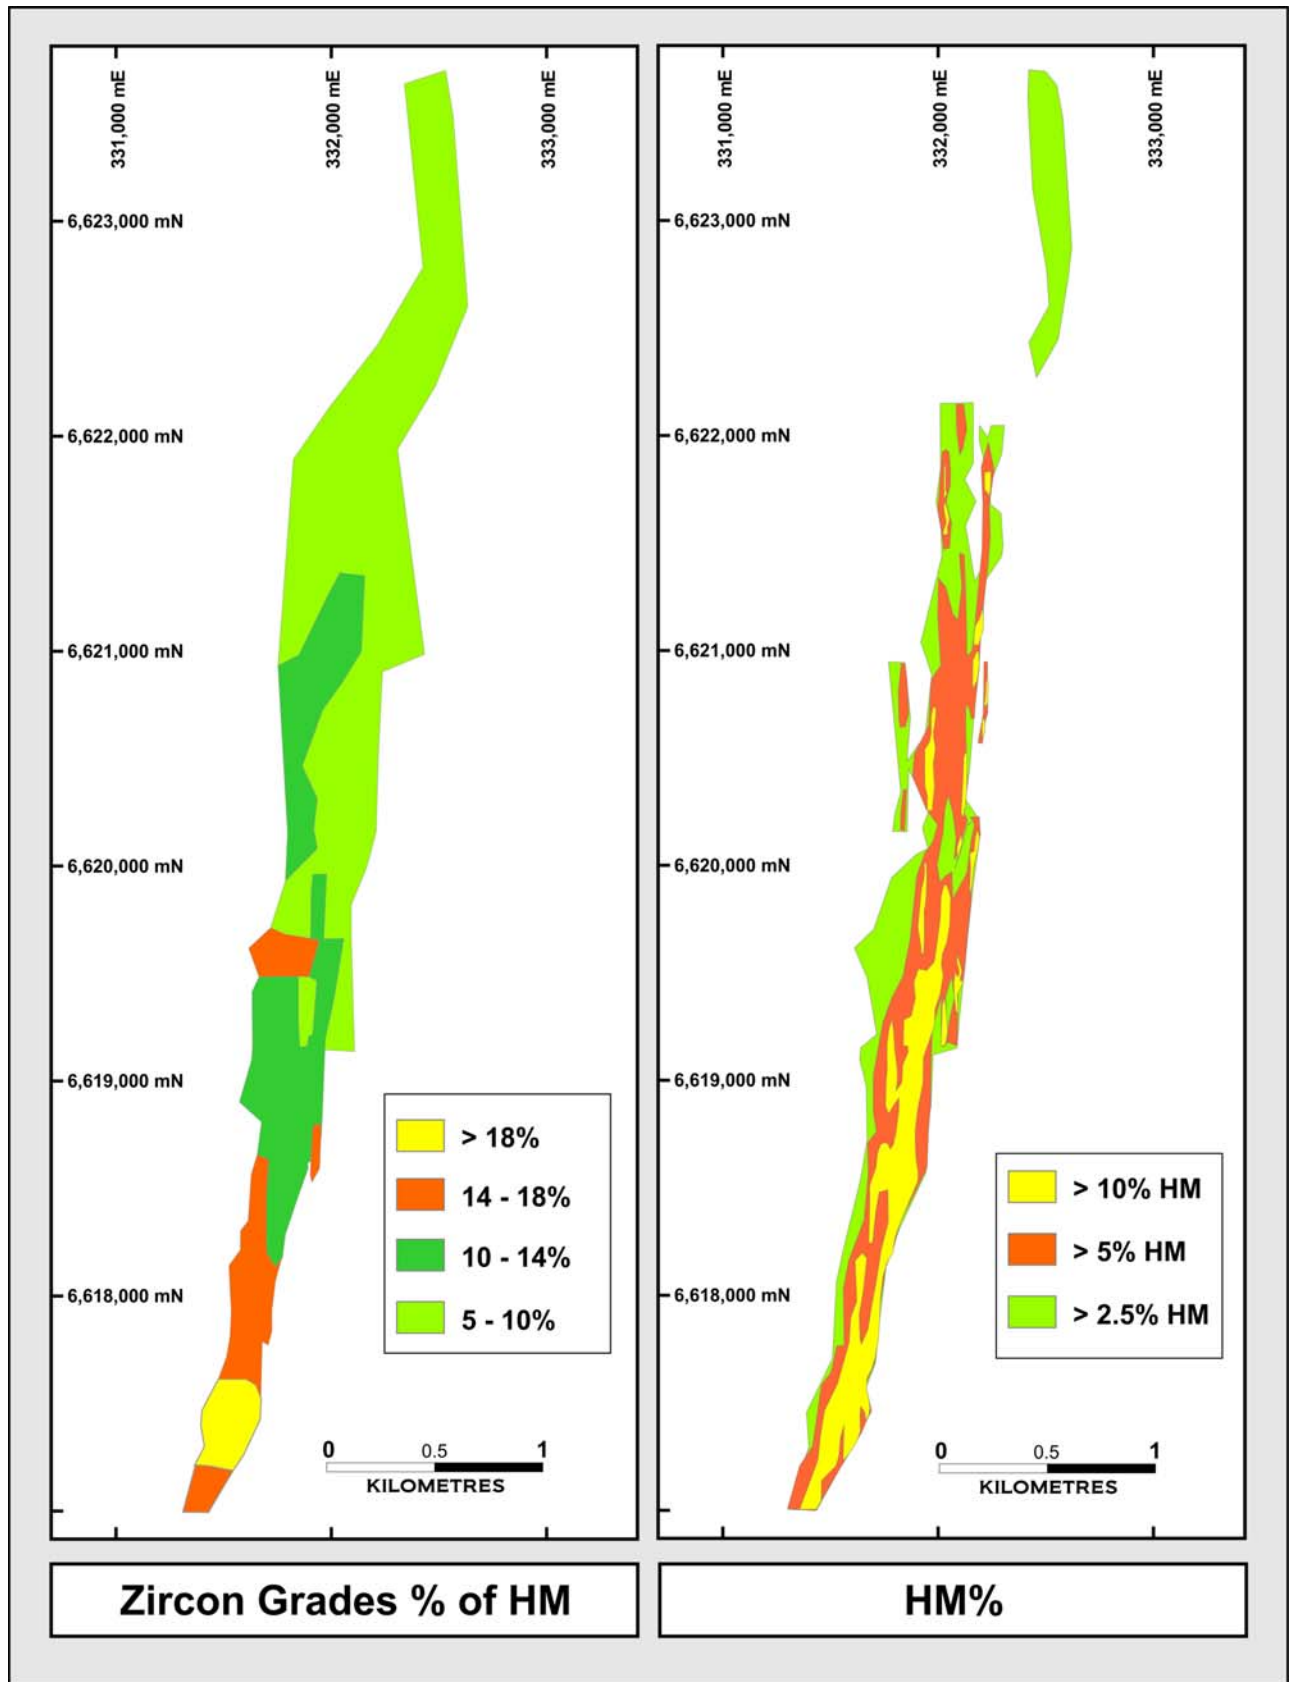 331,000 mE
332,000 mE
333,000 mE
6,623,000 mN
6,622,000 mN
6,621,000 mN
6,620,000 mN
6,619,000 mN
6,618,000 mN
> 18%
14 - 18%
10 - 14%
5 - 10%
0 0.5 1
KILOMETRES
Zircon Grades % of HM
331,000 mE
332,000 mE
333,000 mE
6,623,000 mN
6,622,000 mN
6,621,000 mN
6,620,000 mN
6,619,000 mN
6,618,000 mN
> 10% HM
> 5% HM
> 2.5% HM
0 0.5 1
KILOMETRES
HM%